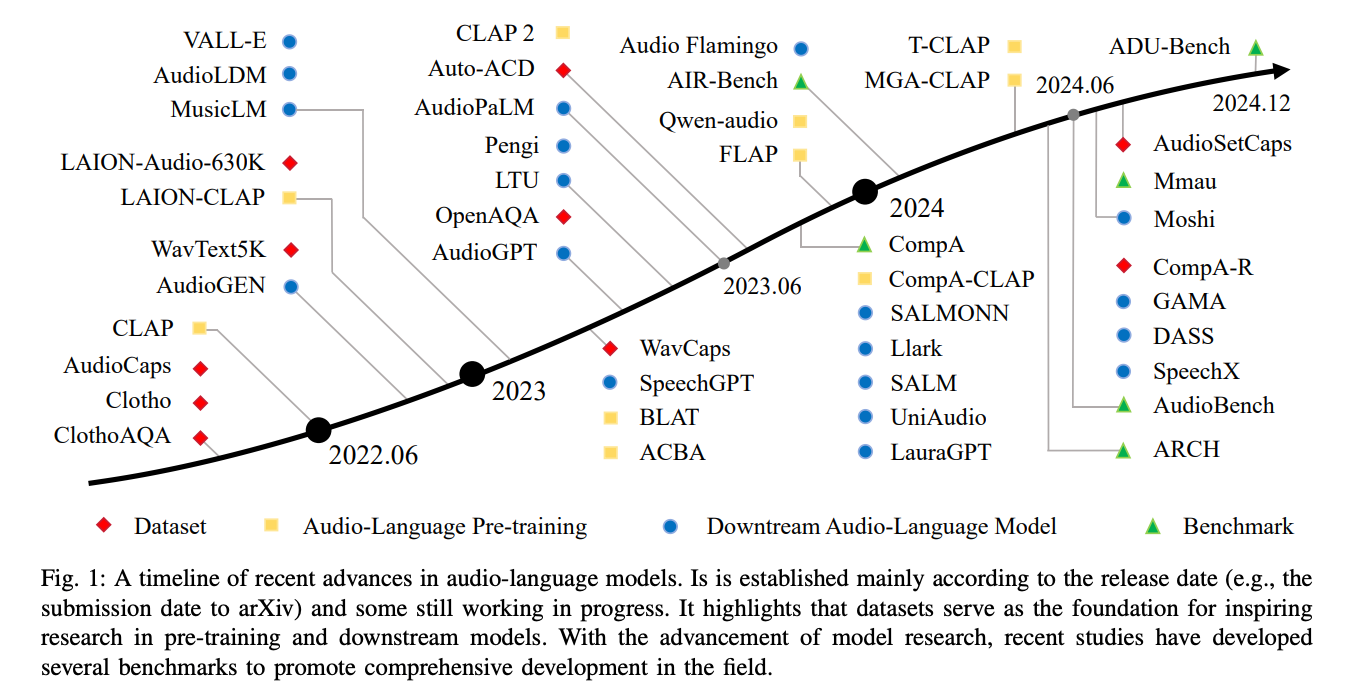 VALL-E
AudioLDM
MusicLM
LAION-Audio-630K
LAION-CLAP
WavText5K
AudioGEN
CLAP
AudioCaps
Clotho
ClothoAQA
CLAP 2
Auto-ACD
AudioPaLM
Pengi
LTU
OpenAQA
AudioGPT
Audio Flamingo
AIR-Bench
Qwen-audio
FLAP
T-CLAP
MGA-CLAP
ADU-Bench
2022.06
2023
2023.06
2024
2024.06
2024.12
WavCaps
SpeechGPT
BLAT
ACBA
CompA
CompA-CLAP
SALMONN
Llark
SALM
UniAudio
LauraGPT
AudioSetCaps
Mmau
Moshi
CompA-R
GAMA
DASS
SpeechX
AudioBench
ARCH
Dataset
Audio-Language Pre-training
Downtream Audio-Language Model
Benchmark
Fig. 1: A timeline of recent advances in audio-language models. Is is established mainly according to the release date (e.g., the
submission date to arXiv) and some still working in progress. It highlights that datasets serve as the foundation for inspiring
research in pre-training and downstream models. With the advancement of model research, recent studies have developed
several benchmarks to promote comprehensive development in the field.